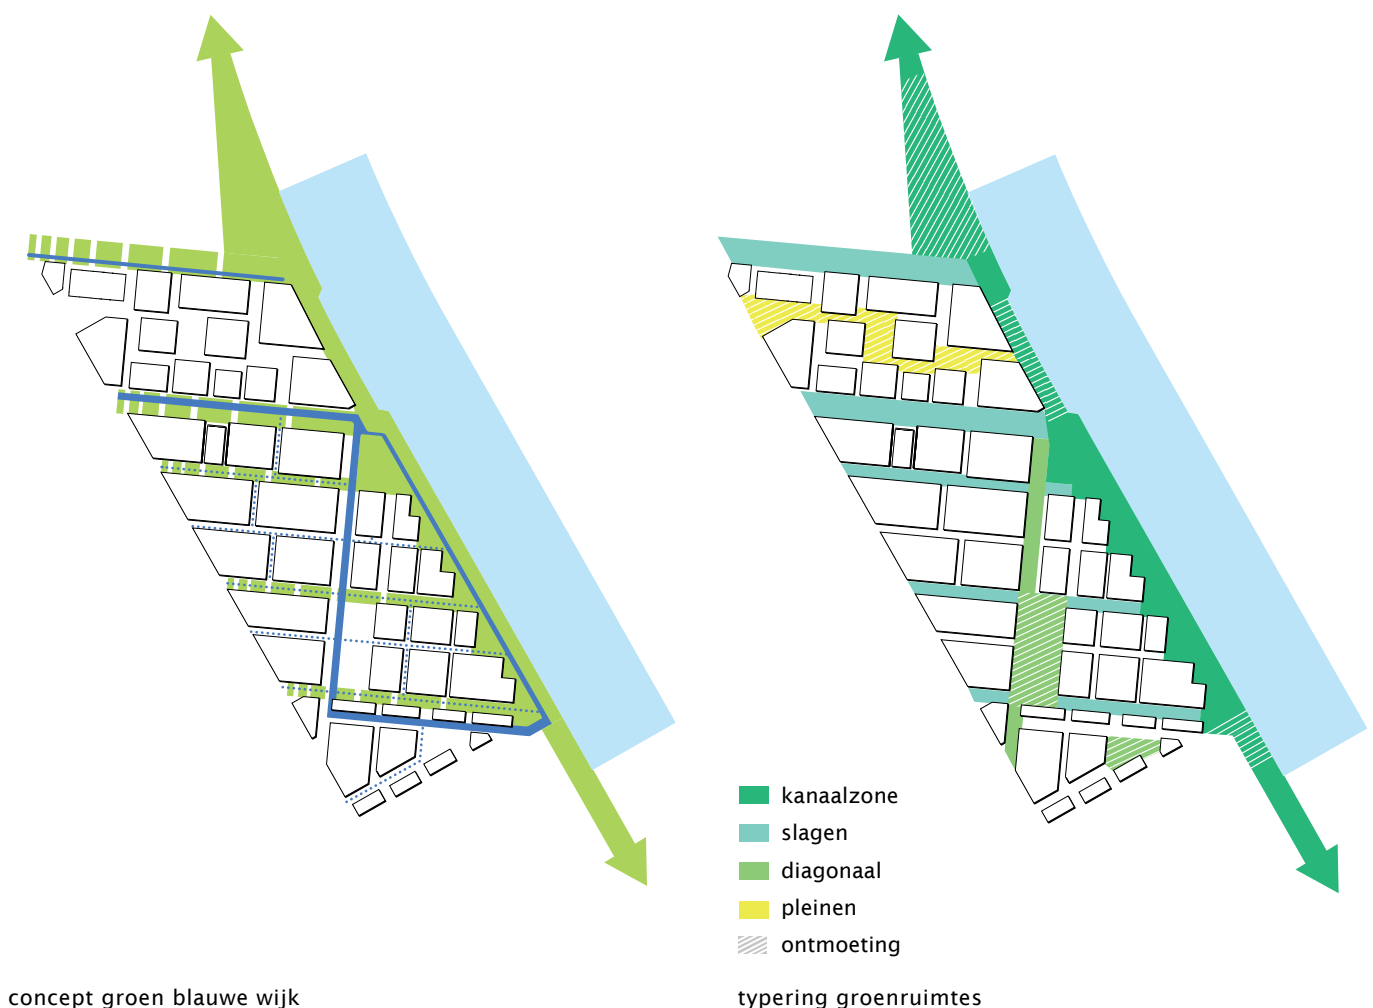 kanaalzone
slagen
diagonaal
pleinen
ontmoeting
concept groen blauwe wijk
typering groenruimtes